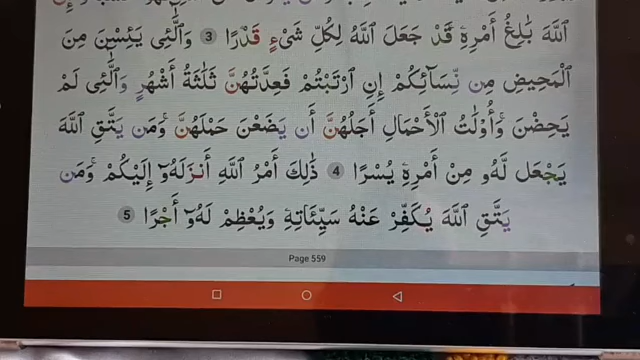 ٱللَّهَ بَـٰلِغُ أَمْرِهِۦۚ قَدْ جَعَلَ ٱللَّهُ لِكُلِّ شَىْءٍ قَدْرًا 3 وَٱلَّـٰٓـِٔى يَئِسْنَ مِنَ
ٱلْمَحِيضِ مِن نِّسَآئِكُمْ إِنِ ٱرْتَبْتُمْ فَعِدَّتُهُنَّ ثَلَـٰثَةُ أَشْهُرٍ وَٱلَّـٰٓـِٔى لَمْ
يَحِضْنَۚ وَأُو۟لَـٰتُ ٱلْأَحْمَالِ أَجَلُهُنَّ أَن يَضَعْنَ حَمْلَهُنَّۚ وَمَن يَتَّقِ ٱللَّهَ
يَجْعَل لَّهُۥ مِنْ أَمْرِهِۦ يُسْرًا 4 ذَٰلِكَ أَمْرُ ٱللَّهِ أَنزَلَهُۥٓ إِلَيْكُمْۚ وَمَن
يَتَّقِ ٱللَّهَ يُكَفِّرْ عَنْهُ سَيِّـَٔاتِهِۦ وَيُعْظِمْ لَهُۥٓ أَجْرًا 5
Page 559